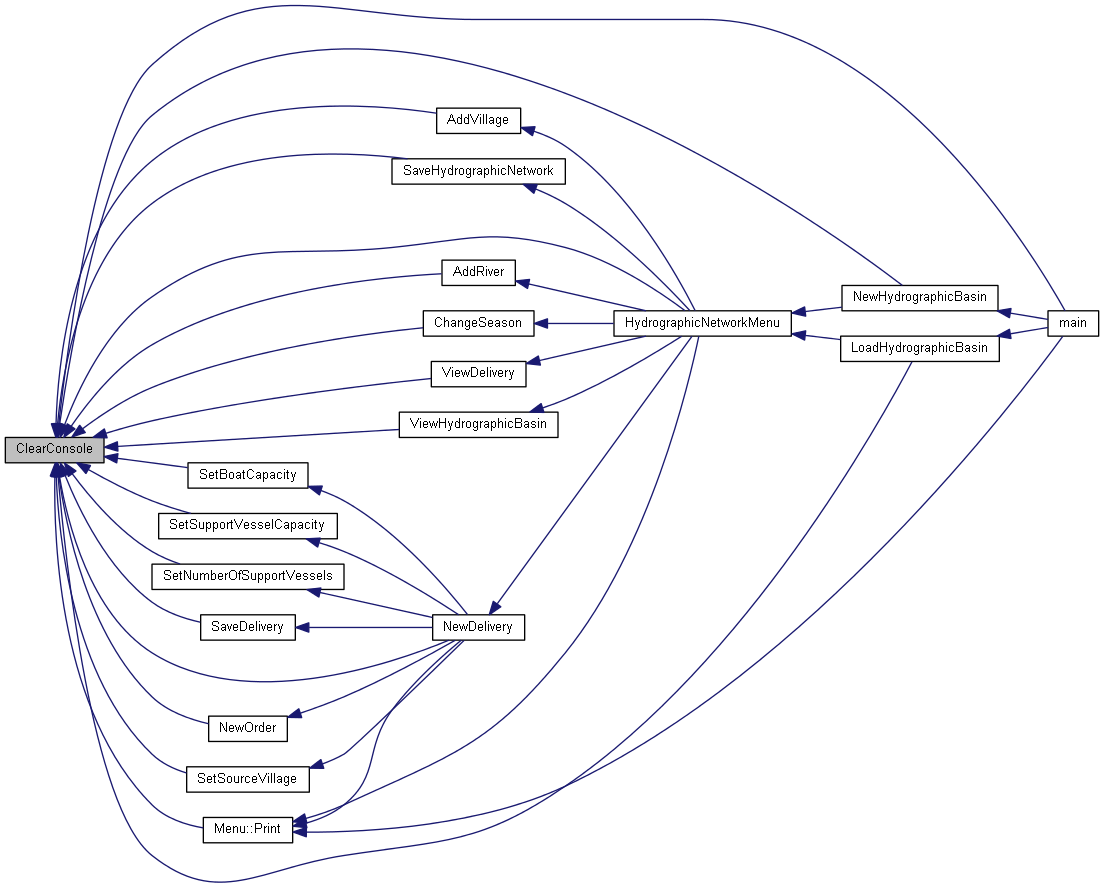 AddVillage
SaveHydrographicNetwork
AddRiver
NewHydrographicBasin
ChangeSeason
HydrographicNetworkMenu
main
LoadHydrographicBasin
ViewDelivery
ViewHydrographicBasin
ClearConsole
SetBoatCapacity
SetSupportVesselCapacity
SetNumberOfSupportVessels
SaveDelivery
NewDelivery
NewOrder
SetSourceVillage
Menu::Print